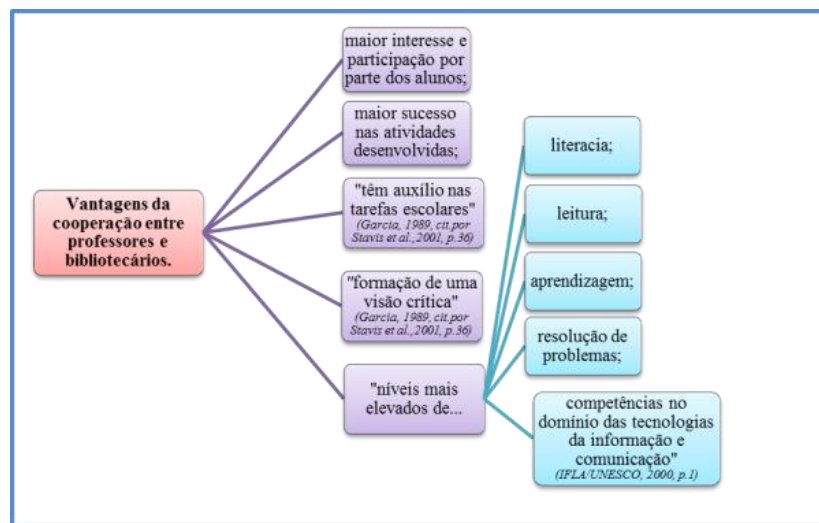 Vantagens da
cooperação entre
professores e
bibliotecários.
maior interesse e
participação por
parte dos alunos;
maior sucesso
nas atividades
desenvolvidas;
"têm auxílio nas
tarefas escolares"
(Garcia, 1989, cit.por
Stavis et al.,2001, p.36)
"formação de uma
visão crítica"
(Garcia, 1989, cit.por
Stavis et al.,2001, p.36)
"níveis mais
elevados de...
literacia;
leitura;
aprendizagem;
resolução de
problemas;
competências no
domínio das tecnologias
da informação e
comunicação"
(IFLA/UNESCO, 2000, p.1)